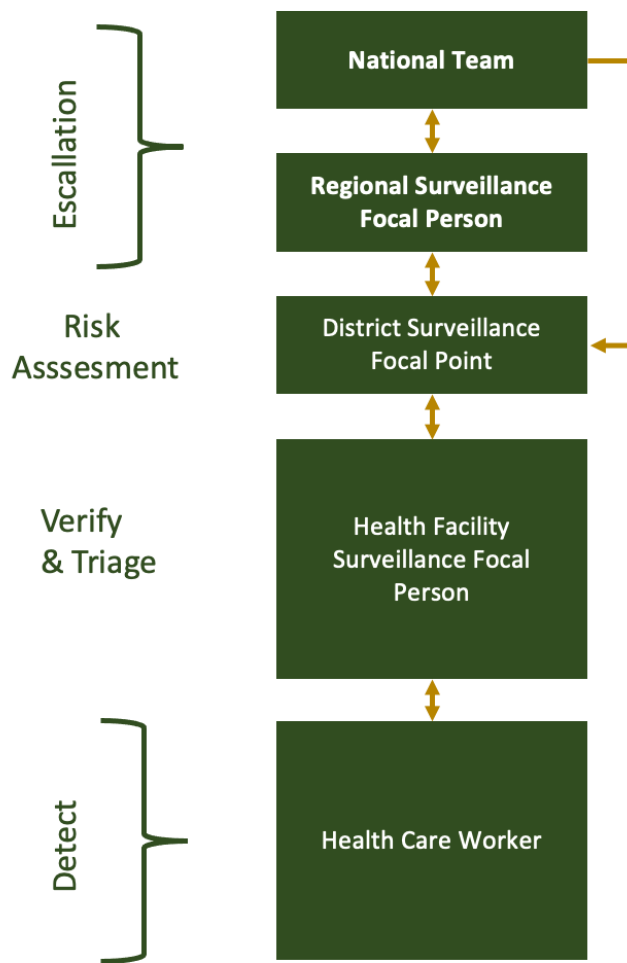 National Team
Escallation
Regional Surveillance
Focal Person
Risk
Asssesment
District Surveillance
Focal Point
Verify
& Triage
Health Facility
Surveillance Focal
Person
Detect
Health Care Worker